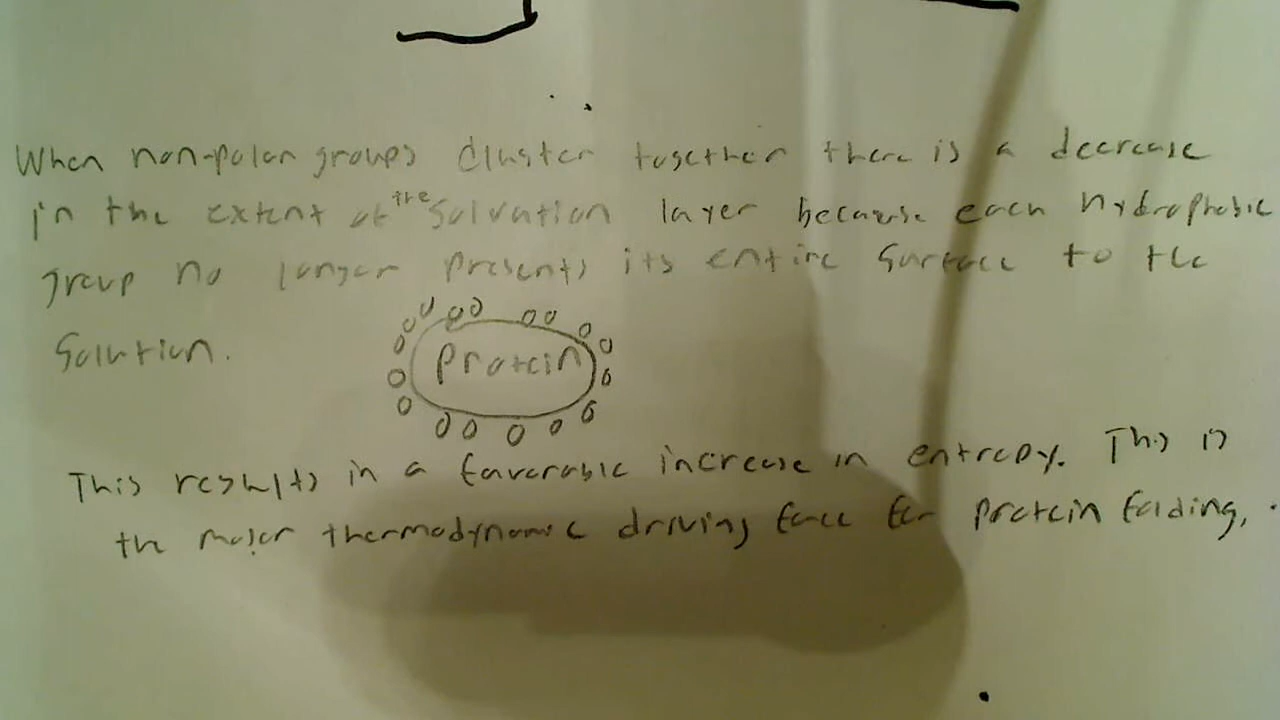 When non-polar groups cluster together there is a decrease
in the extent of the solvation layer because each hydrophobic
group no longer presents its entire surface to the
solution.
protein
This results in a favorable increase in entropy. This is
the major thermodynamic driving force for protein folding.